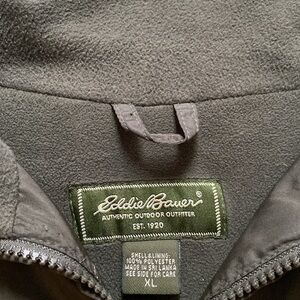 Eddie Bauer®
AUTHENTIC OUTDOOR OUTFITTER
EST. 1920
SHELL&LINING:
100% POLYESTER
MADE IN SRI LANKA
SEE SIDE FOR CARE
XL